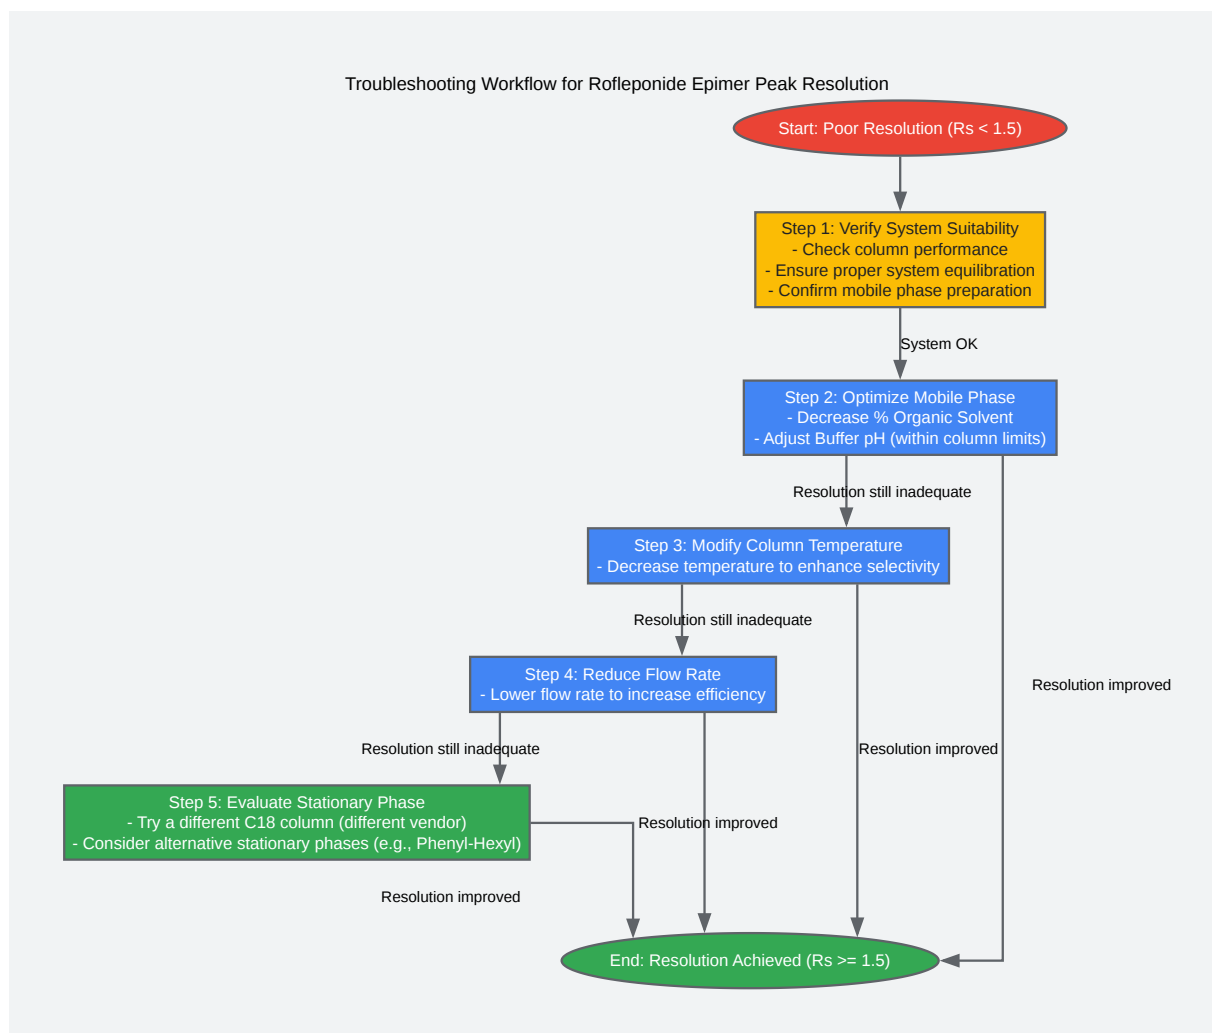 Troubleshooting Workflow for Rofleponide Epimer Peak Resolution
Start: Poor Resolution (Rs < 1.5)
Step 1: Verify System Suitability
- Check column performance
- Ensure proper system equilibration
- Confirm mobile phase preparation
System OK
Step 2: Optimize Mobile Phase
- Decrease % Organic Solvent
- Adjust Buffer pH (within column limits)
Resolution still inadequate
Step 3: Modify Column Temperature
- Decrease temperature to enhance selectivity
Resolution still inadequate
Step 4: Reduce Flow Rate
- Lower flow rate to increase efficiency
Resolution improved
Resolution still inadequate
Resolution improved
Step 5: Evaluate Stationary Phase
- Try a different C18 column (different vendor)
- Consider alternative stationary phases (e.g., Phenyl-Hexyl)
Resolution improved
Resolution improved
End: Resolution Achieved (Rs >= 1.5)